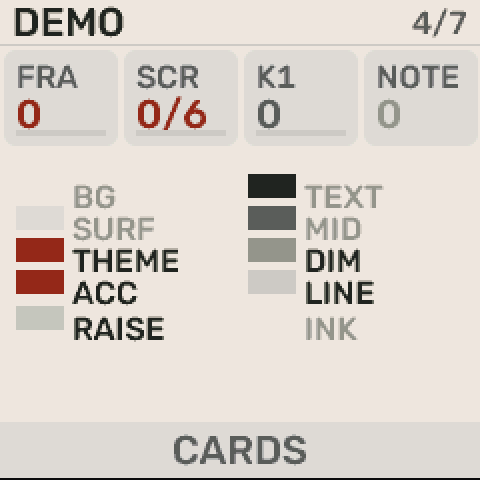 DEMO 4/7
FRA SCR K1 NOTE
0 0/6 0 0
BG TEXT
SURF MID
THEME DIM
ACC LINE
RAISE INK
CARDS